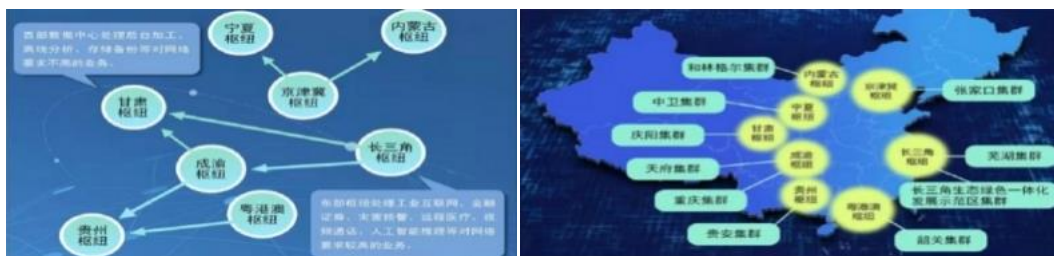 西部数据中心处理后台加工、
离线分析、存储备份等对网络
要求不高的业务。
宁夏
枢纽
内蒙古
枢纽
京津冀
枢纽
甘肃
枢纽
长三角
枢纽
成渝
枢纽
粤港澳
枢纽
贵州
枢纽
东部枢纽处理工业互联网、金融
证券、灾害预警、远程医疗、视
频通话、人工智能推理等对网络
要求较高的业务。
和林格尔集群
内蒙古
枢纽
京津冀
枢纽
张家口集群
中卫集群
宁夏
枢纽
庆阳集群
甘肃
枢纽
天府集群
成渝
枢纽
长三角
枢纽
芜湖集群
重庆集群
长三角生态绿色一体化
发展示范区集群
贵州
枢纽
粤港澳
枢纽
贵安集群
韶关集群